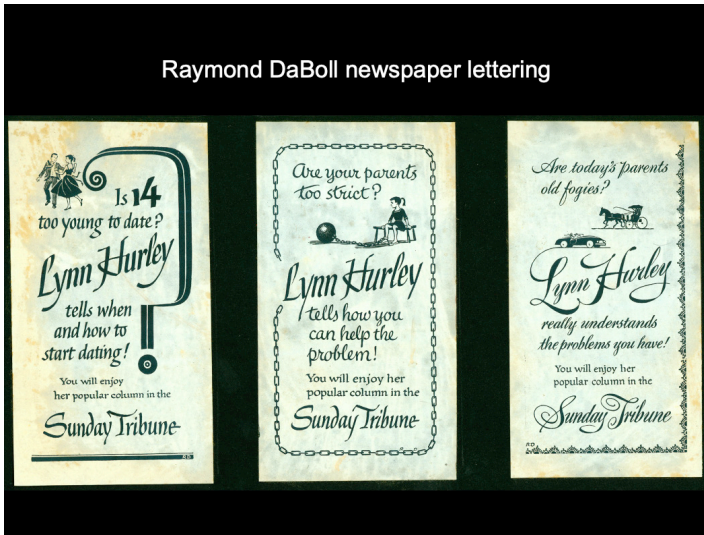 Raymond DaBoll newspaper lettering
Is 14
too young to date?
Lynn Hurley
tells when
and how to
start dating!
You will enjoy
her popular column in the
Sunday Tribune
RD
Are your parents
too strict?
Lynn Hurley
tells how you
can help the
problem!
You will enjoy her
popular column in the
Sunday Tribune
Are today's parents
old fogies?
Lynn Hurley
really understands
the problems you have!
You will enjoy her
popular column in the
Sunday Tribune
RD